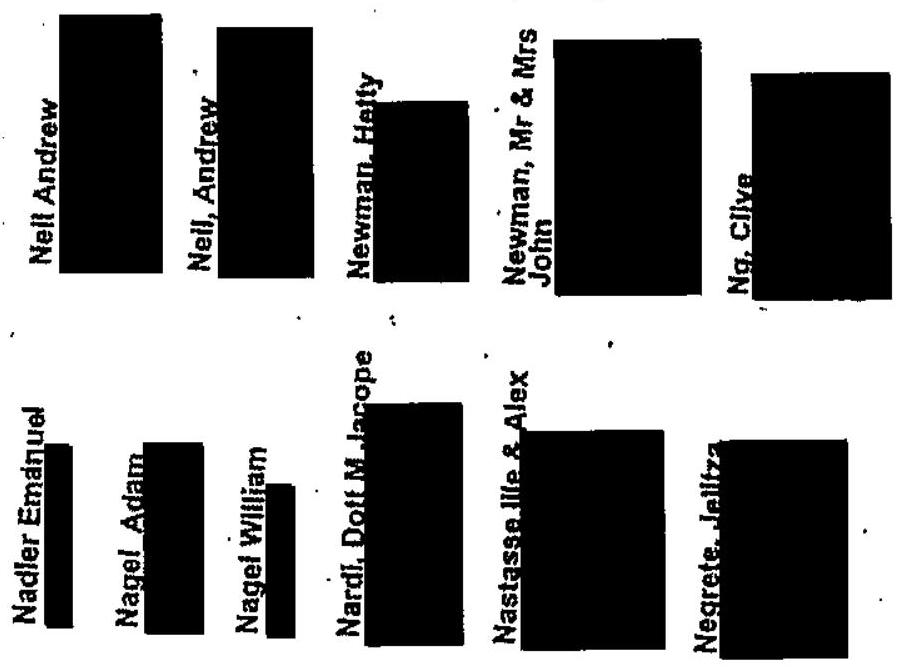 Nadler Emanuel
Nagel Adam
Nagel William
Nardi, Dott M Jacope
Nastasse Ilie & Alex
Negrete, Jelitza
Neil Andrew
Neil, Andrew
Newman, Hetty
Newman, Mr & Mrs
John
Ng, Clive